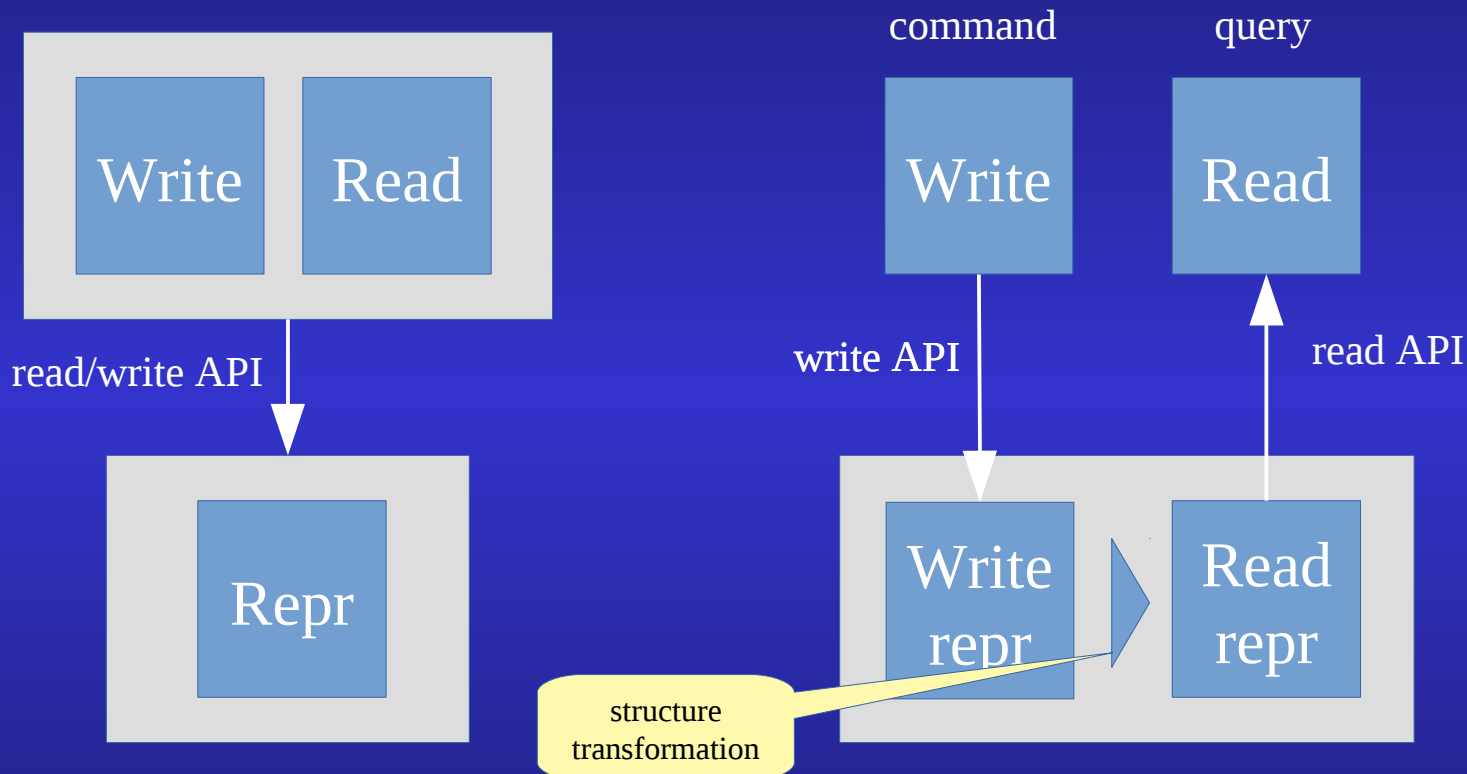 command
query
Write
Read
Write
Read
read/write API
write API
read API
Repr
Write
repr
Read
repr
structure
transformation